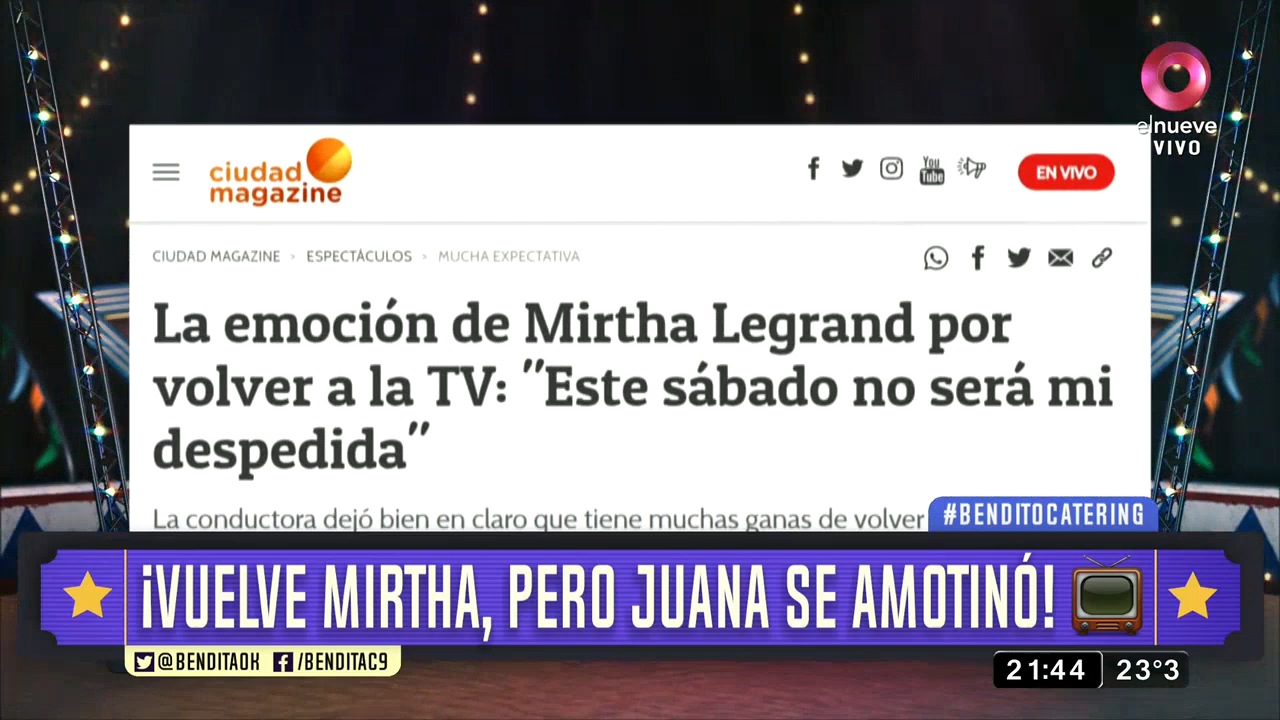 elnueve
VIVO
ciudad
magazine
You
Tube
EN VIVO
CIUDAD MAGAZINE > ESPECTÁCULOS > MUCHA EXPECTATIVA
La emoción de Mirtha Legrand por
volver a la TV: "Este sábado no será mi
despedida"
La conductora dejó bien en claro que tiene muchas ganas de volver
#BENDITOCATERING
¡VUELVE MIRTHA, PERO JUANA SE AMOTINÓ!
@BENDITAOK /BENDITAC9
21:44 23°3